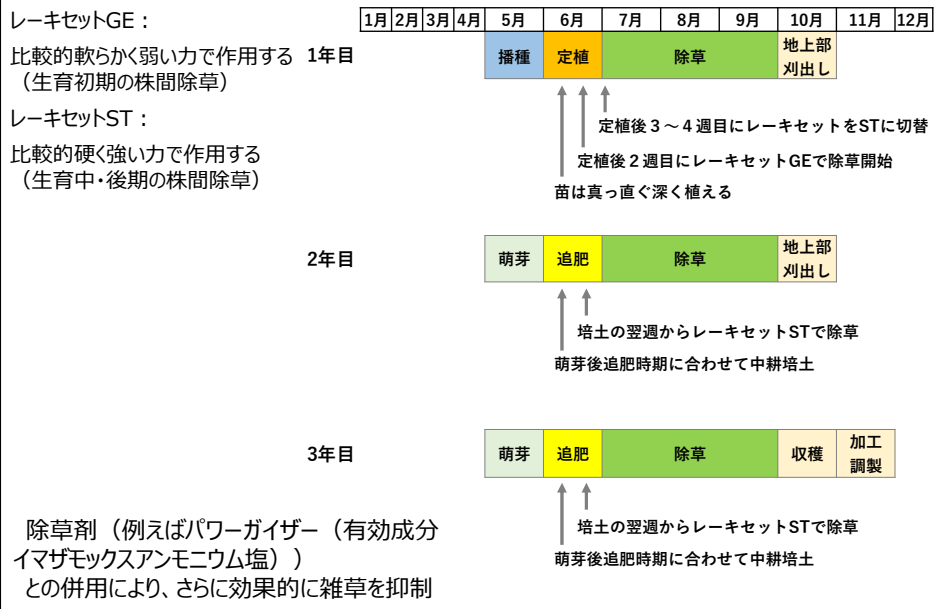 レーキセットGE：
比較的軟らかく弱い力で作用する
（生育初期の株間除草）
レーキセットST：
比較的硬く強い力で作用する
（生育中・後期の株間除草）
1月 2月 3月 4月 5月 6月 7月 8月 9月 10月 11月 12月
1年目
播種 定植 除草 地上部
刈出し
定植後３～４週目にレーキセットをSTに切替
定植後２週目にレーキセットGEで除草開始
苗は真っ直ぐ深く植える
2年目
萌芽 追肥 除草 地上部
刈出し
培土の翌週からレーキセットSTで除草
萌芽後追肥時期に合わせて中耕培土
3年目
萌芽 追肥 除草 収穫 加工
調製
培土の翌週からレーキセットSTで除草
萌芽後追肥時期に合わせて中耕培土
除草剤（例えばパワーガイザー（有効成分
イマザモックスアンモニウム塩））
との併用により、さらに効果的に雑草を抑制